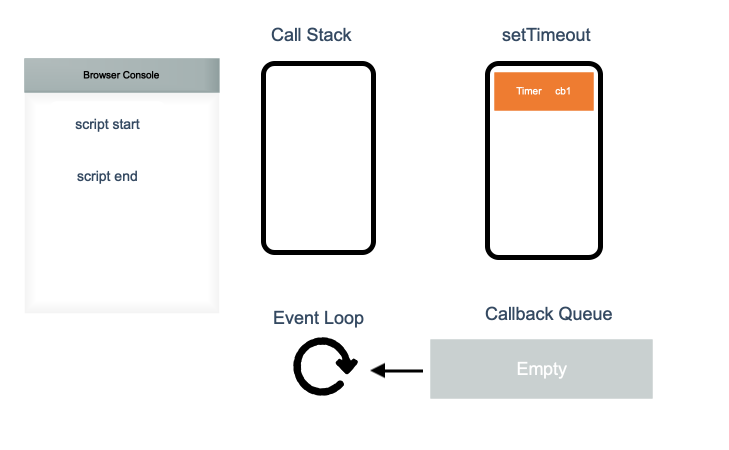 Call Stack
setTimeout
Browser Console
Timer cb1
script start
script end
Event Loop
Callback Queue
Empty